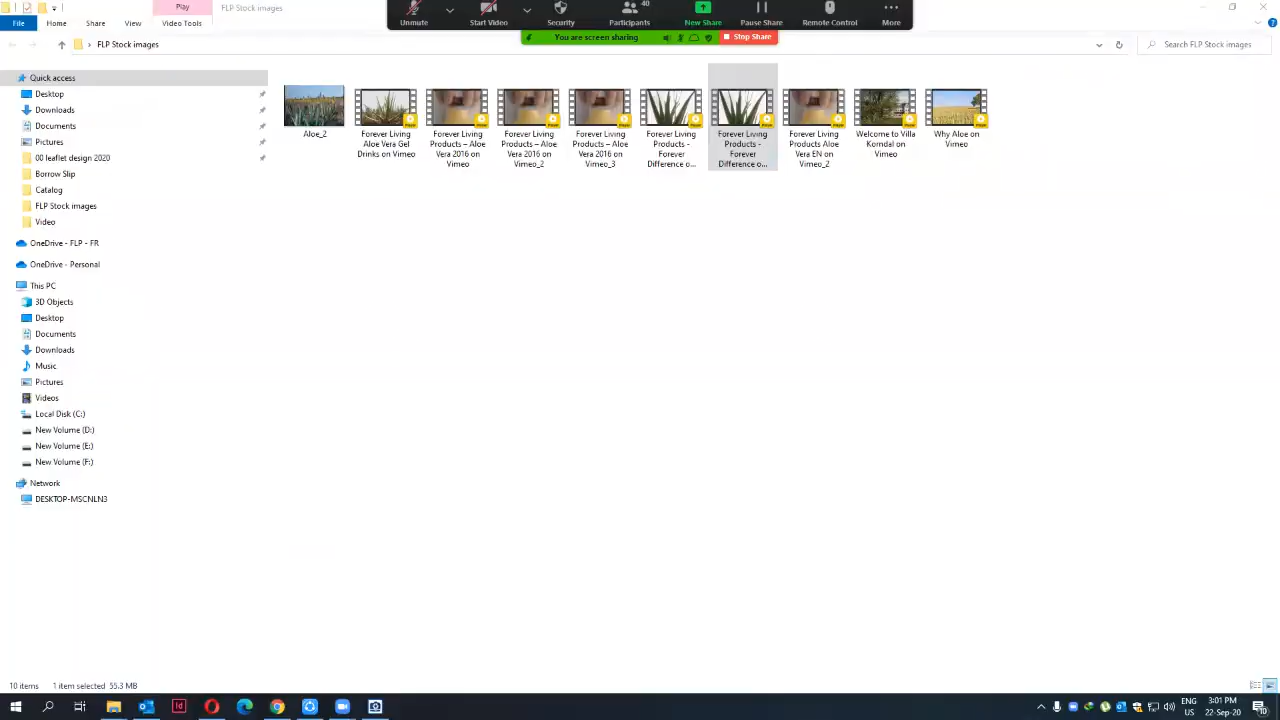 Play
FLP Stock images
File
Home
Share
View
Video Tools
Unmute
Start Video
Security
Participants
40
New Share
Pause Share
Remote Control
More
You are screen sharing
Stop Share
FLP Stock images
Search FLP Stock images
Quick access
Desktop
Downloads
Documents
Pictures
00 leaflet design 2020
Borrow Slip
Catalog
FLP Stock images
Video
OneDrive - FLP - FR
OneDrive - Personal
This PC
3D Objects
Desktop
Documents
Downloads
Music
Pictures
Videos
Local Disk (C:)
New Volume (D:)
New Volume (E:)
New Volume (F:)
Network
DESKTOP-MSCNLN3
Aloe_2
Forever Living
Aloe Vera Gel
Drinks on Vimeo
Forever Living
Products – Aloe
Vera 2016 on
Vimeo
Forever Living
Products – Aloe
Vera 2016 on
Vimeo_2
Forever Living
Products – Aloe
Vera 2016 on
Vimeo_3
Forever Living
Products -
Forever
Difference o...
Forever Living
Products -
Forever
Difference o...
Forever Living
Products Aloe
Vera EN on
Vimeo_2
Welcome to Villa
Korndal on
Vimeo
Why Aloe on
Vimeo
10 items
1 item selected 55.3 MB
Id
ENG
US
3:01 PM
22-Sep-20
10